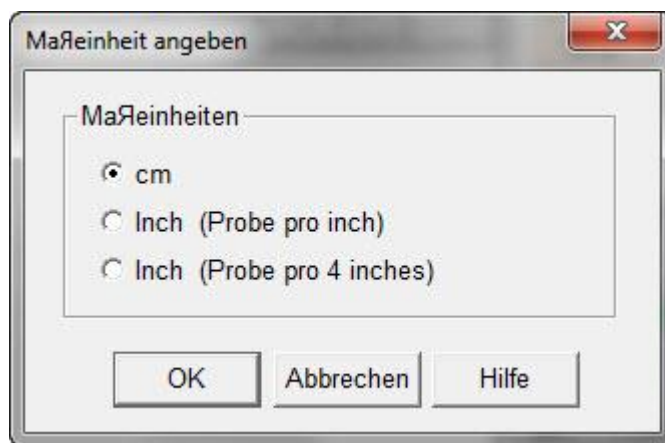 MaЯeinheit angeben
MaЯeinheiten
cm
Inch (Probe pro inch)
Inch (Probe pro 4 inches)
OK Abbrechen Hilfe